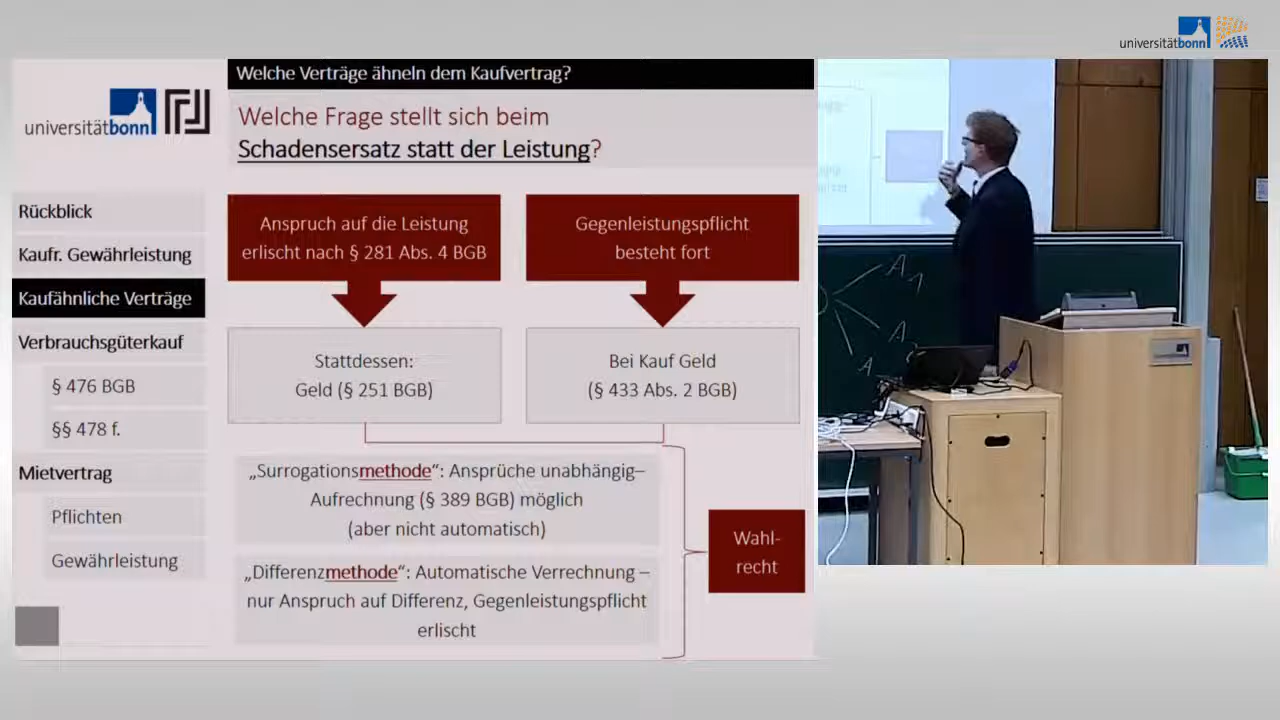 universitätbonn
Welche Verträge ähneln dem Kaufvertrag?
universitätbonn
Welche Frage stellt sich beim
Schadensersatz statt der Leistung?
Rückblick
Kaufr. Gewährleistung
Kaufähnliche Verträge
Verbrauchsgüterkauf
§ 476 BGB
§§ 478 f.
Mietvertrag
Pflichten
Gewährleistung
Anspruch auf die Leistung
erlischt nach § 281 Abs. 4 BGB
Gegenleistungspflicht
besteht fort
Stattdessen:
Geld (§ 251 BGB)
Bei Kauf Geld
(§ 433 Abs. 2 BGB)
„Surrogationsmethode“: Ansprüche unabhängig–
Aufrechnung (§ 389 BGB) möglich
(aber nicht automatisch)
„Differenzmethode“: Automatische Verrechnung –
nur Anspruch auf Differenz, Gegenleistungspflicht
erlischt
Wahl-
recht
A
A
A